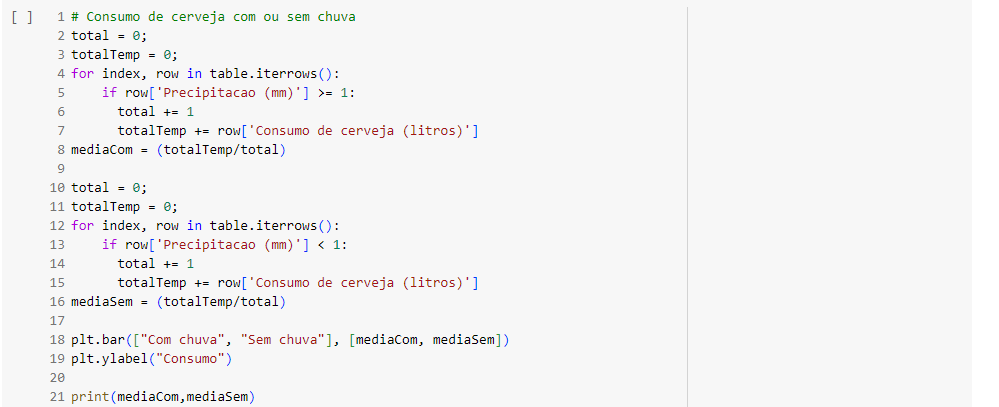 [ ] 1 # Consumo de cerveja com ou sem chuva
2 total = 0;
3 totalTemp = 0;
4 for index, row in table.iterrows():
5     if row['Precipitacao (mm)'] >= 1:
6       total += 1
7       totalTemp += row['Consumo de cerveja (litros)']
8 mediaCom = (totalTemp/total)
9
10 total = 0;
11 totalTemp = 0;
12 for index, row in table.iterrows():
13     if row['Precipitacao (mm)'] < 1:
14       total += 1
15       totalTemp += row['Consumo de cerveja (litros)']
16 mediaSem = (totalTemp/total)
17
18 plt.bar(["Com chuva", "Sem chuva"], [mediaCom, mediaSem])
19 plt.ylabel("Consumo")
20
21 print(mediaCom,mediaSem)